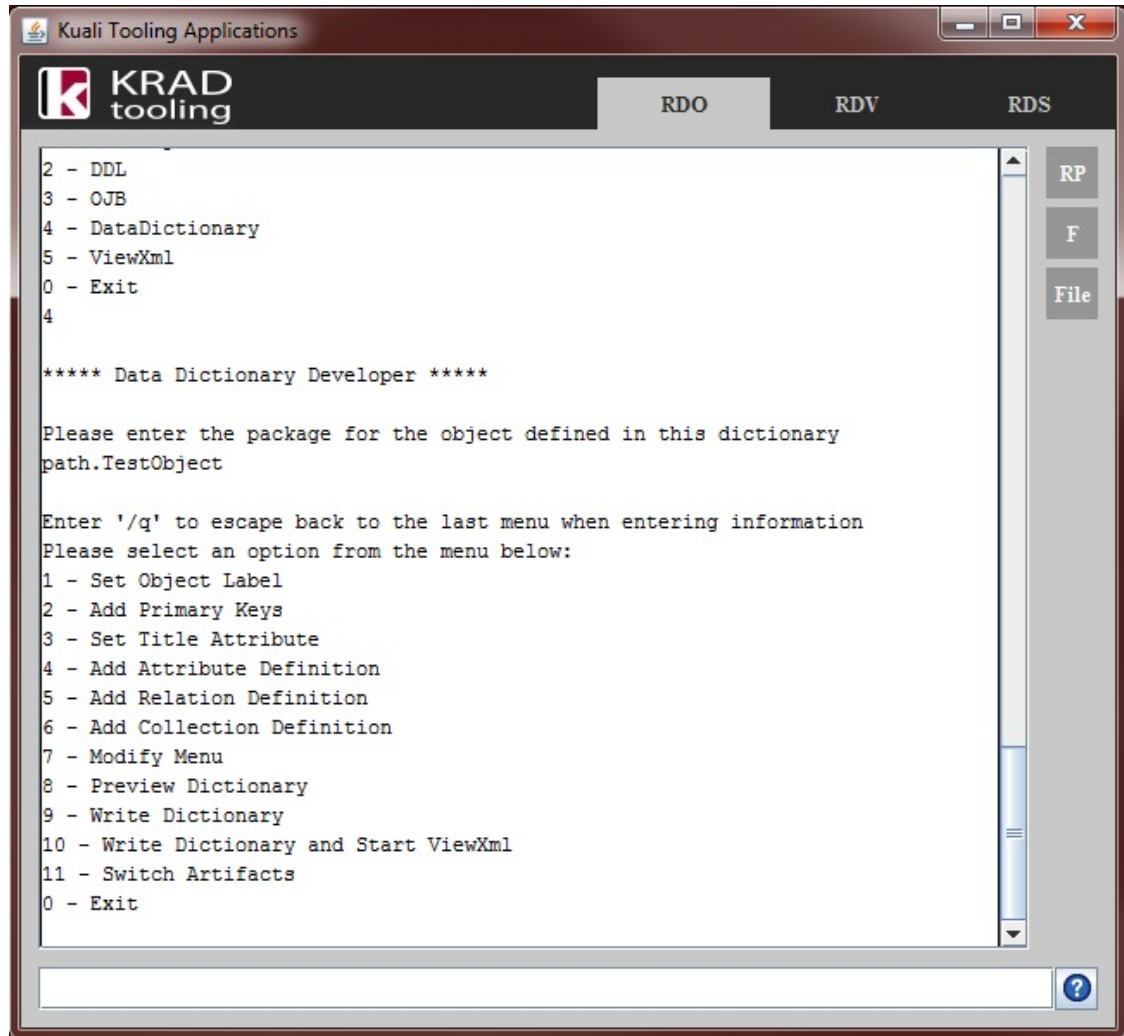 Kuali Tooling Applications
KRAD
tooling
RDO
RDV
RDS
2 - DDL
3 - OJB
4 - DataDictionary
5 - ViewXml
0 - Exit
4
***** Data Dictionary Developer *****
Please enter the package for the object defined in this dictionary
path.TestObject
Enter '/q' to escape back to the last menu when entering information
Please select an option from the menu below:
1 - Set Object Label
2 - Add Primary Keys
3 - Set Title Attribute
4 - Add Attribute Definition
5 - Add Relation Definition
6 - Add Collection Definition
7 - Modify Menu
8 - Preview Dictionary
9 - Write Dictionary
10 - Write Dictionary and Start ViewXml
11 - Switch Artifacts
0 - Exit
RP
F
File
?